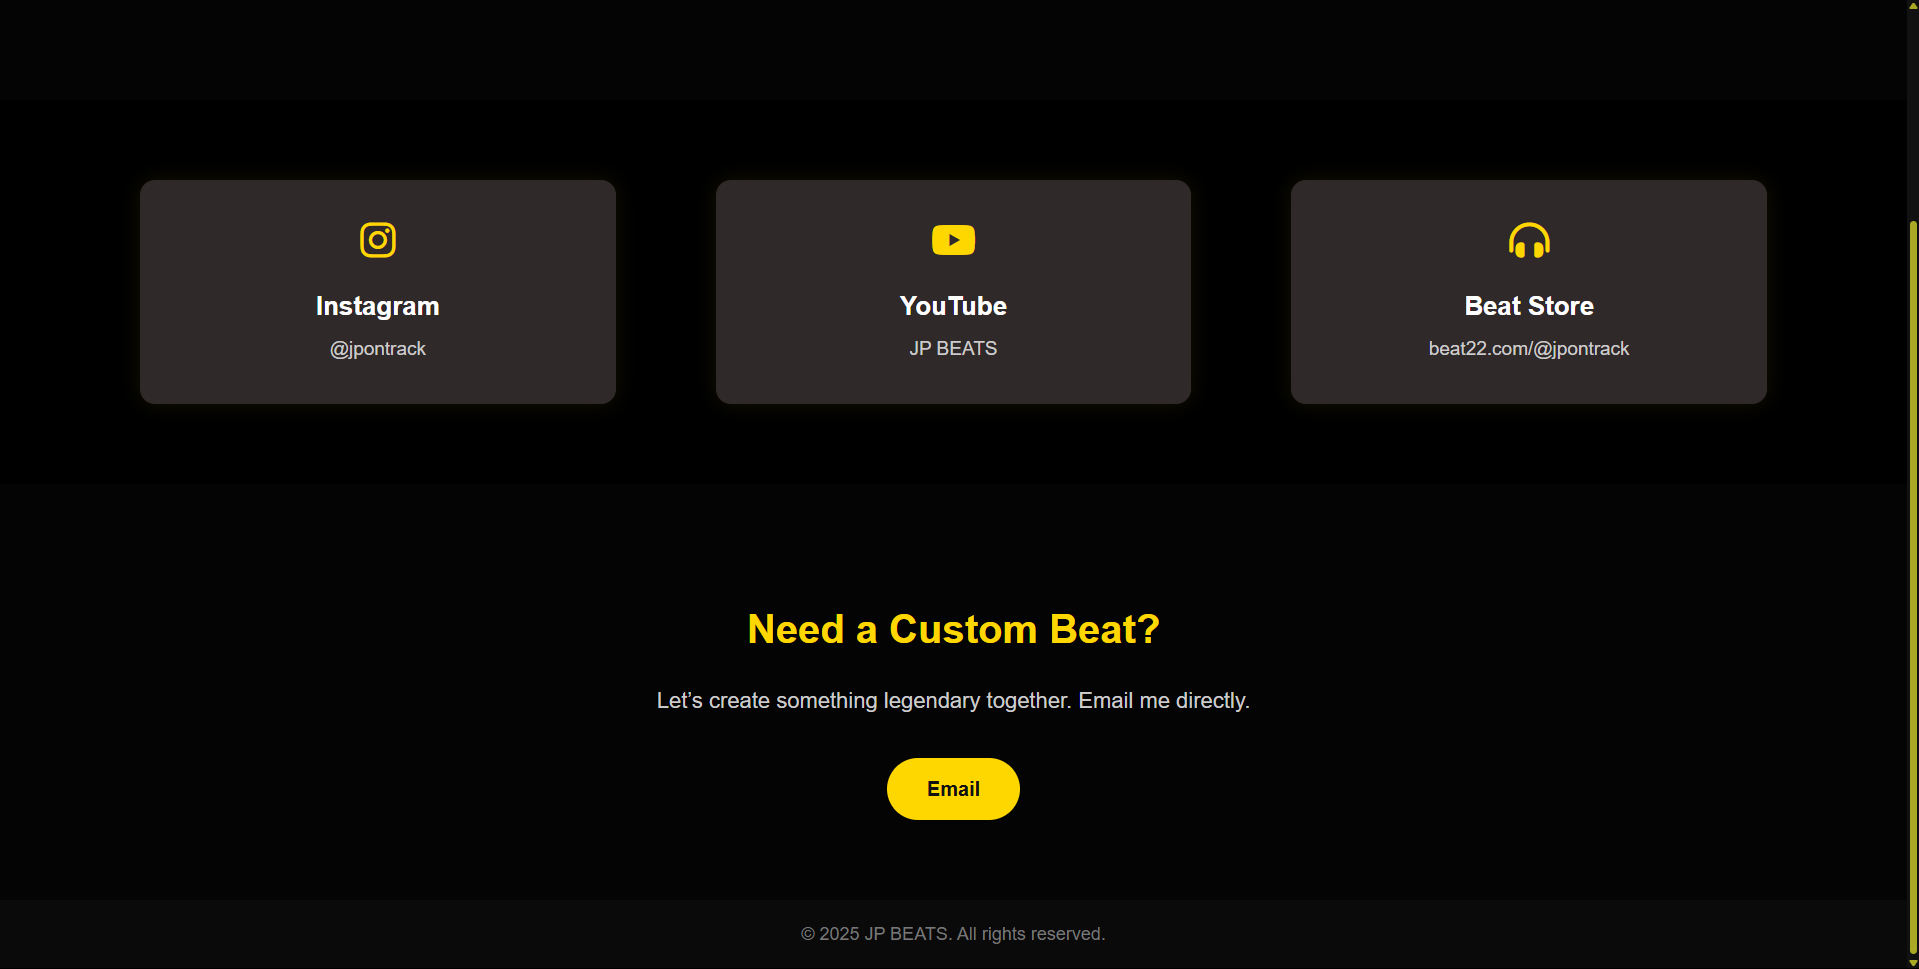 Instagram
@jpontrack
YouTube
JP BEATS
Beat Store
beat22.com/@jpontrack
Need a Custom Beat?
Let’s create something legendary together. Email me directly.
Email
© 2025 JP BEATS. All rights reserved.